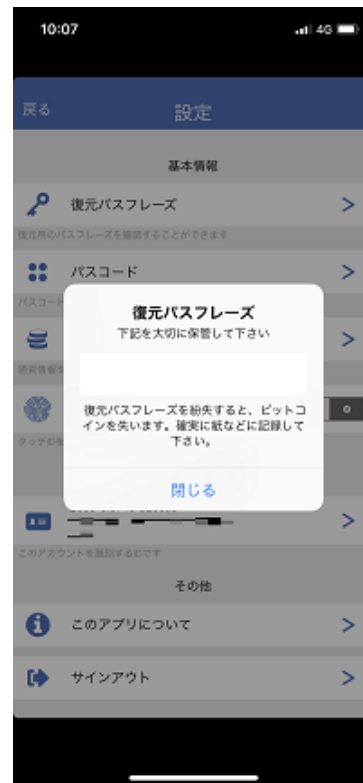 10:07
4G
戻る
設定
基本情報
復元パスフレーズ
復元用のパスフレーズを確認することができます
パスコード
パスコー
復元パスフレーズ
下記を大切に保管して下さい
通貨情報
復元パスフレーズを紛失すると、ビットコ
インを失います。確実に紙などに記録して
下さい。
タッチID
閉じる
このアカウントを識別するIDです
その他
このアプリについて
サインアウト